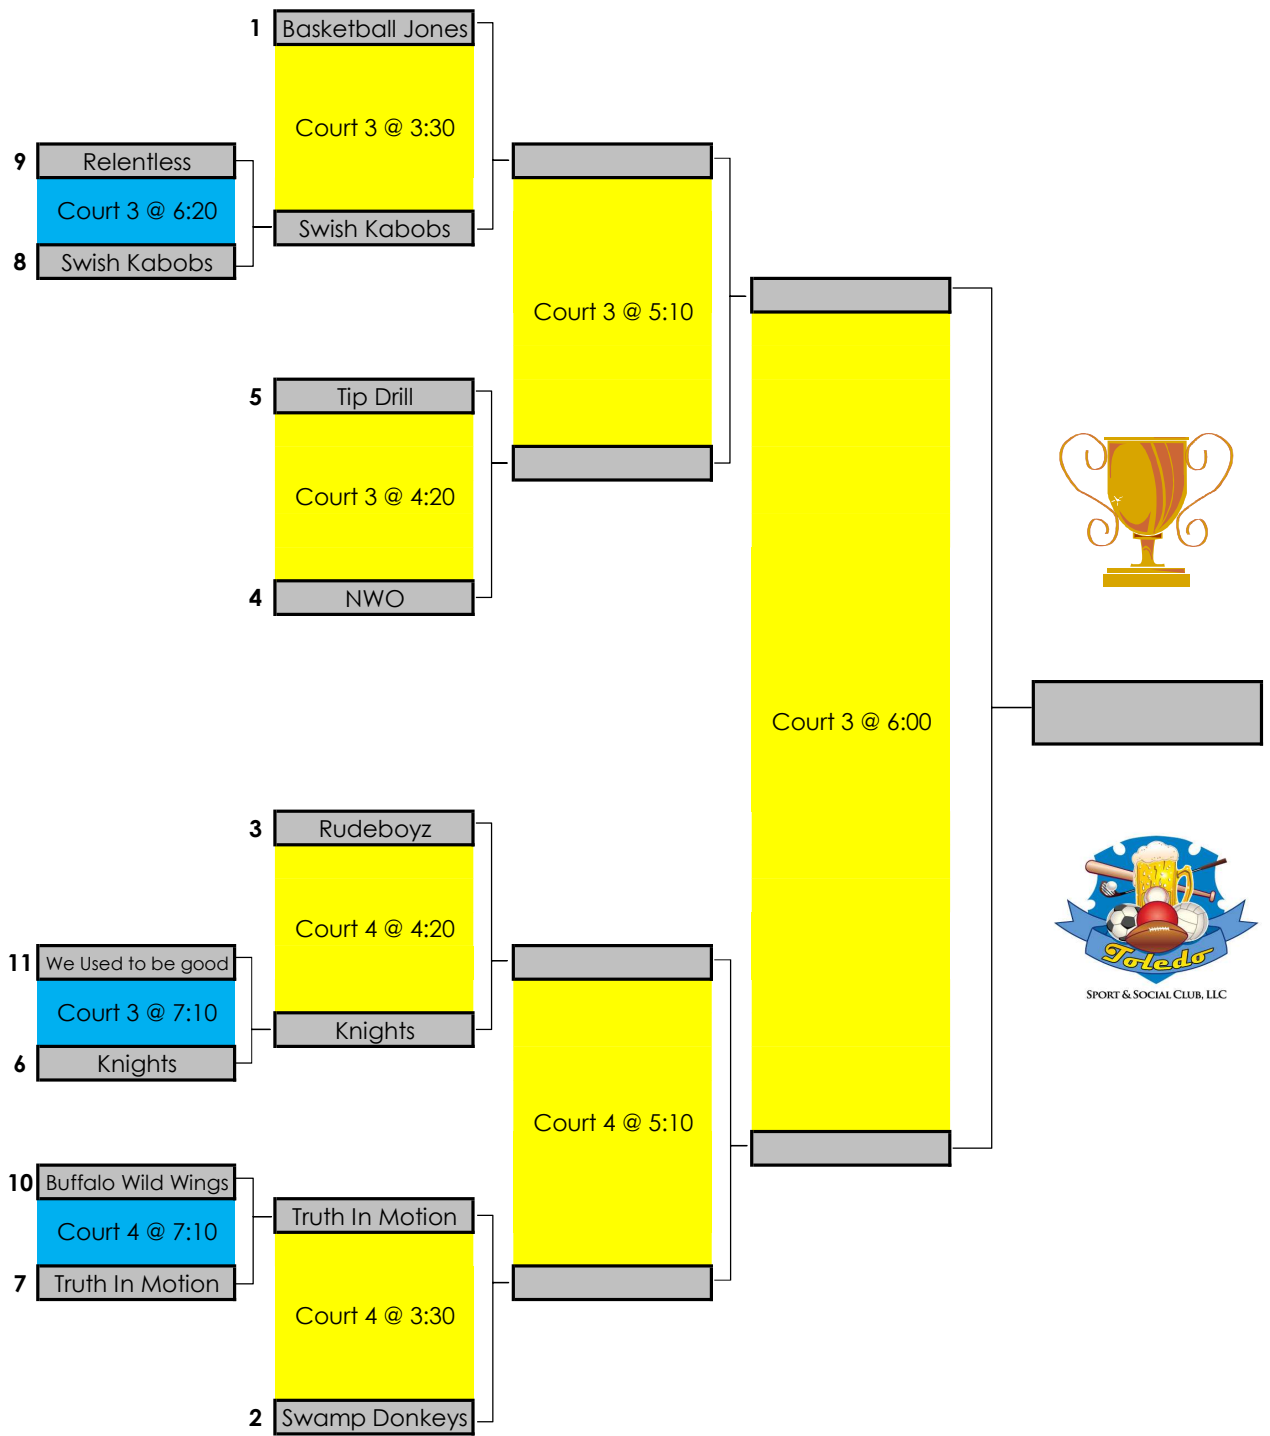 1 Basketball Jones
Court 3 @ 3:30
9 Relentless
Court 3 @ 6:20
8 Swish Kabobs
Swish Kabobs
Court 3 @ 5:10
5 Tip Drill
Court 3 @ 4:20
4 NWO
Court 3 @ 6:00
3 Rudeboyz
Court 4 @ 4:20
11 We Used to be good
Court 3 @ 7:10
6 Knights
Knights
Court 4 @ 5:10
10 Buffalo Wild Wings
Court 4 @ 7:10
7 Truth In Motion
Truth In Motion
Court 4 @ 3:30
2 Swamp Donkeys
Toledo
SPORT & SOCIAL CLUB, LLC